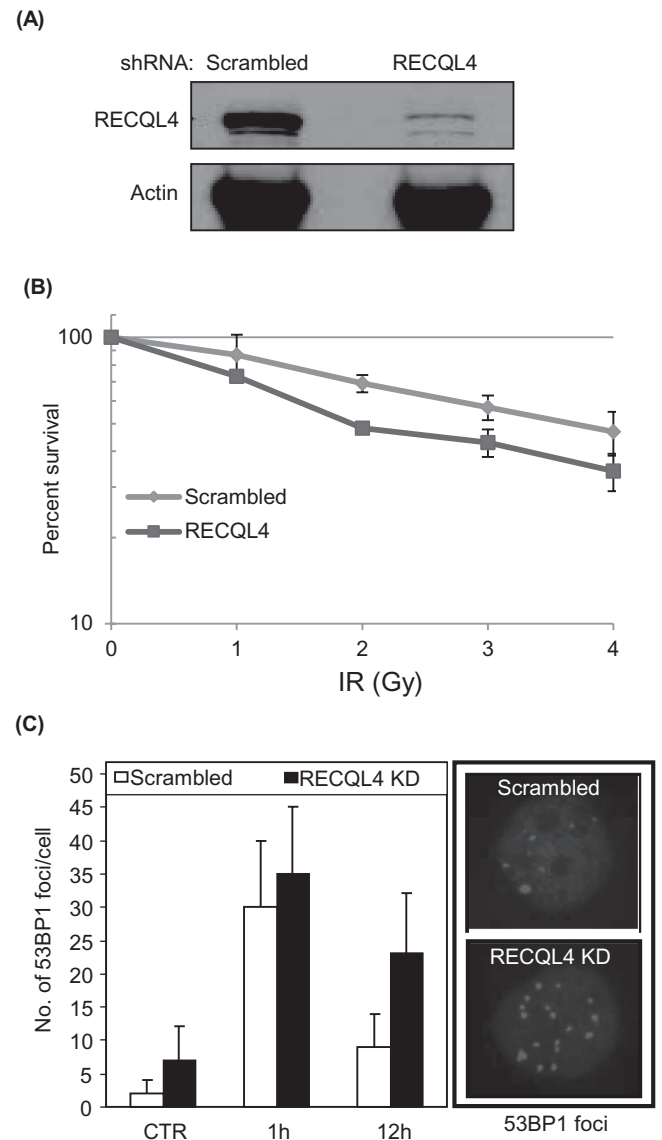 (A)
shRNA: Scrambled RECQL4
RECQL4
Actin
(B)
100
10
Percent survival
Scrambled
RECQL4
0 1 2 3 4
IR (Gy)
(C)
50
45
40
35
30
25
20
15
10
5
0
No. of 53BP1 foci/cell
Scrambled RECQL4 KD
CTR 1h 12h
Scrambled
RECQL4 KD
53BP1 foci